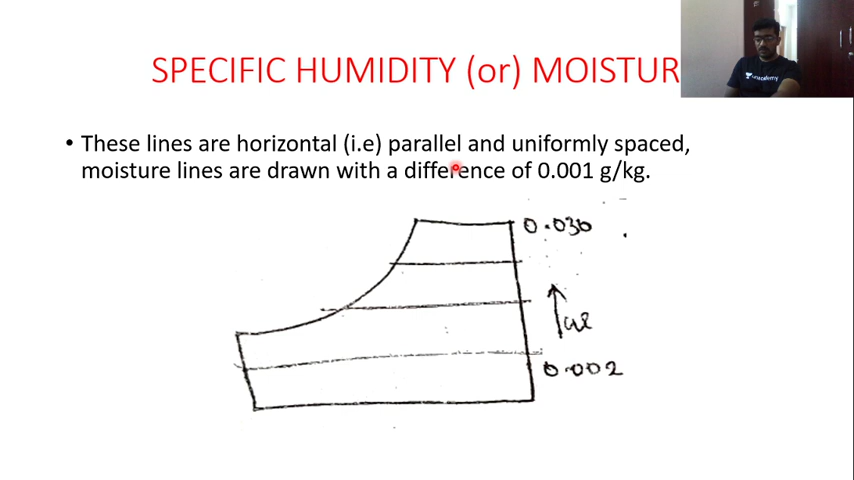 SPECIFIC HUMIDITY (or) MOISTUR
• These lines are horizontal (i.e) parallel and uniformly spaced,
moisture lines are drawn with a difference of 0.001 g/kg.
0.030
0.002
unacademy